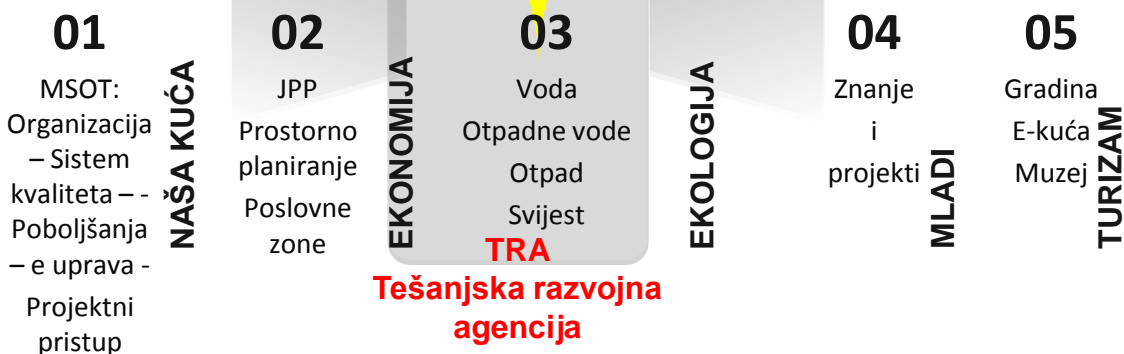 01
MSOT:
Organizacija
– Sistem
kvaliteta – -
Poboljšanja
– e uprava -
Projektni
pristup
NAŠA KUĆA
02
JPP
Prostorno
planiranje
Poslovne
zone
EKONOMIJA
03
Voda
Otpadne vode
Otpad
Svijest
TRA
Tešanjska razvojna
agencija
EKOLOGIJA
04
Znanje
i
projekti
MLADI
05
Gradina
E-kuća
Muzej
TURIZAM